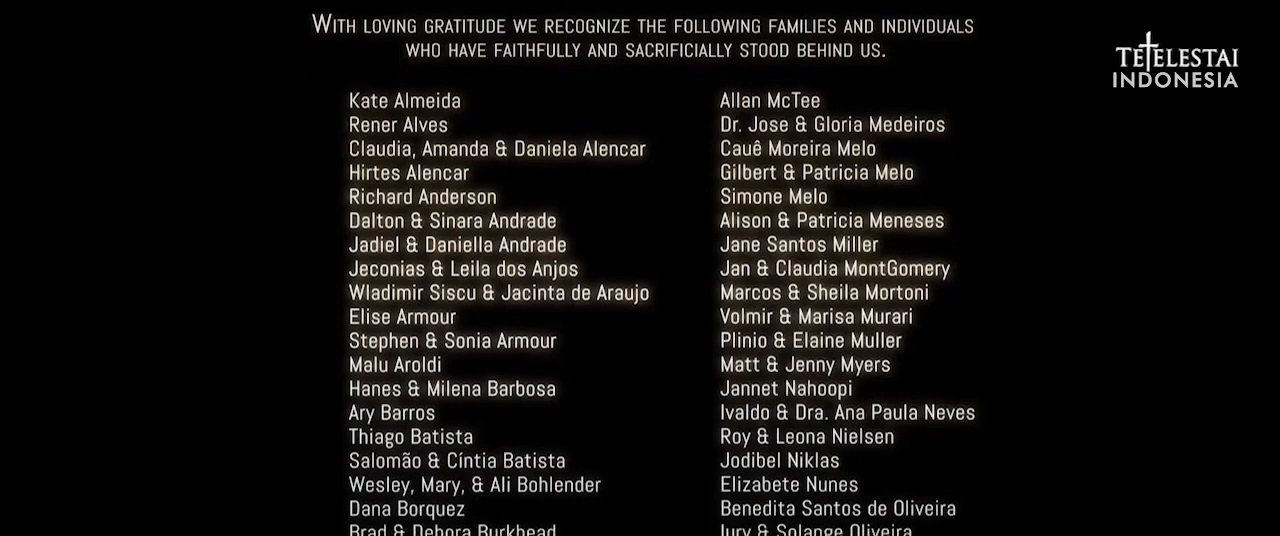 With loving gratitude we recognize the following families and individuals
who have faithfully and sacrificially stood behind us.
TETELESTAI
INDONESIA
Kate Almeida
Rener Alves
Claudia, Amanda & Daniela Alencar
Hirtes Alencar
Richard Anderson
Dalton & Sinara Andrade
Jadiel & Daniella Andrade
Jeconias & Leila dos Anjos
Wladimir Siscu & Jacinta de Araujo
Elise Armour
Stephen & Sonia Armour
Malu Aroldi
Hanes & Milena Barbosa
Ary Barros
Thiago Batista
Salomão & Cíntia Batista
Wesley, Mary, & Ali Bohlender
Dana Borquez
Brad & Debora Burkhead
Allan McTee
Dr. Jose & Gloria Medeiros
Cauê Moreira Melo
Gilbert & Patricia Melo
Simone Melo
Alison & Patricia Meneses
Jane Santos Miller
Jan & Claudia MontGomery
Marcos & Sheila Mortoni
Volmir & Marisa Murari
Plinio & Elaine Muller
Matt & Jenny Myers
Jannet Nahoopi
Ivaldo & Dra. Ana Paula Neves
Roy & Leona Nielsen
Jodibel Niklas
Elizabete Nunes
Benedita Santos de Oliveira
Iury & Solange Oliveira